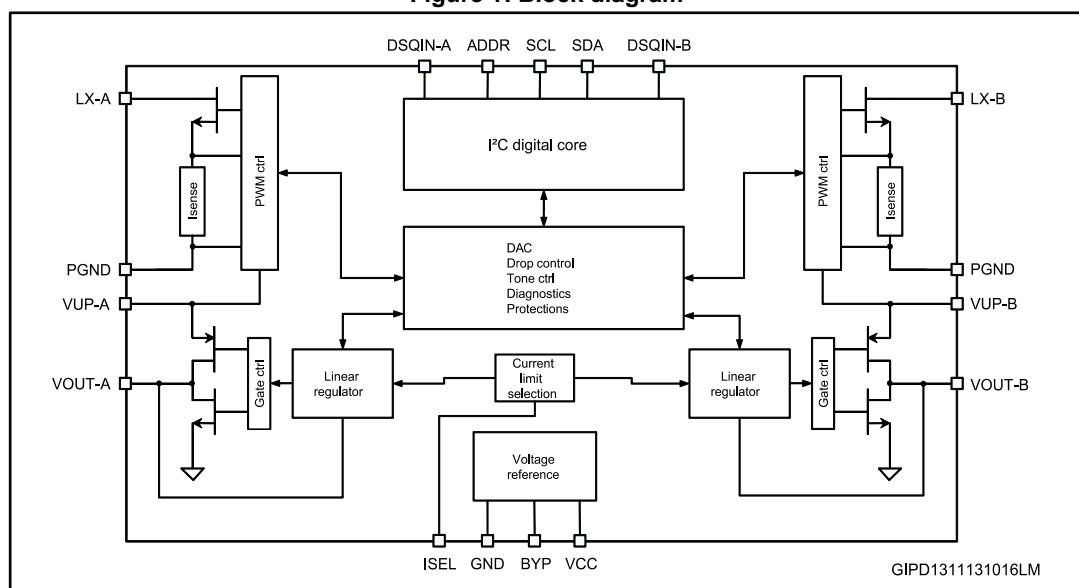 Figure 1. Block diagram
DSQIN-A ADDR SCL SDA DSQIN-B
LX-A
LX-B
I²C digital core
PWM ctrl
PWM ctrl
Isense
Isense
DAC
Drop control
Tone ctrl
Diagnostics
Protections
PGND
PGND
VUP-A
VUP-B
VOUT-A
VOUT-B
Gate ctrl
Linear
regulator
Current
limit
selection
Linear
regulator
Gate ctrl
Voltage
reference
ISEL GND BYP VCC
GIPD1311131016LM